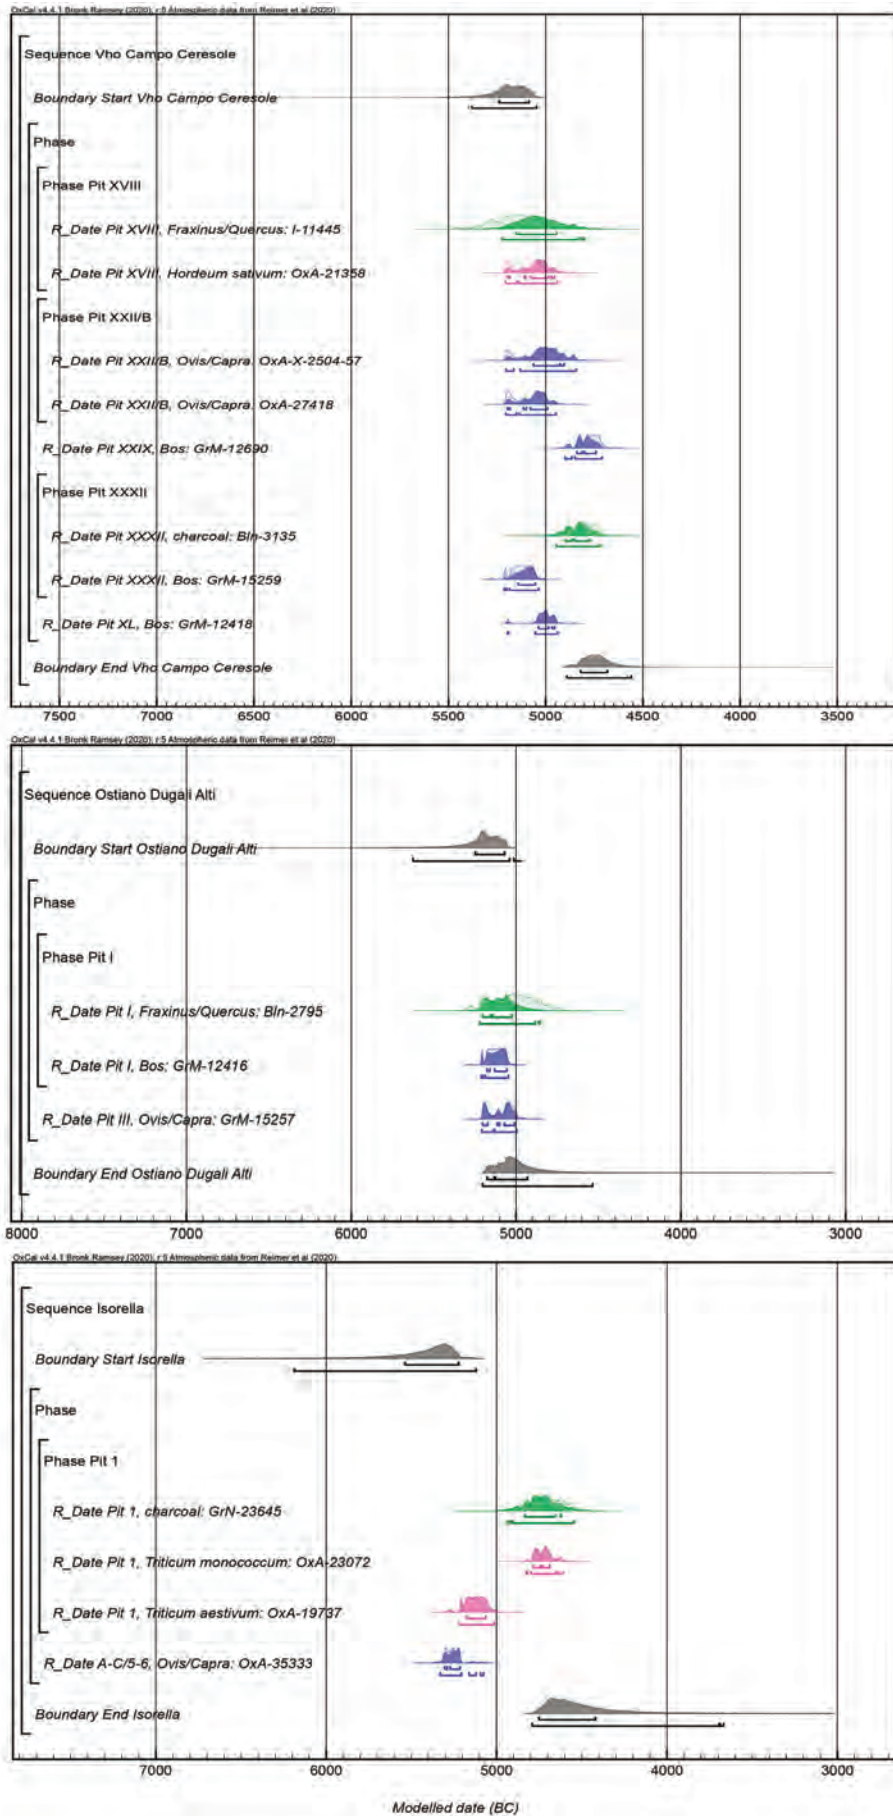 OxCal v4.4.1 Bronk Ramsey (2020); r:5 Atmospheric data from Reimer et al (2020)
Sequence Vho Campo Ceresole
Boundary Start Vho Campo Ceresole
Phase
Phase Pit XVIII
R_Date Pit XVIII, Fraxinus/Quercus: I-11445
R_Date Pit XVIII, Hordeum sativum: OxA-21358
Phase Pit XXII/B
R_Date Pit XXII/B, Ovis/Capra: OxA-X-2504-57
R_Date Pit XXII/B, Ovis/Capra: OxA-27418
R_Date Pit XXIX, Bos: GrM-12690
Phase Pit XXXII
R_Date Pit XXXII, charcoal: Bln-3135
R_Date Pit XXXII, Bos: GrM-15259
R_Date Pit XL, Bos: GrM-12418
Boundary End Vho Campo Ceresole
7500 7000 6500 6000 5500 5000 4500 4000 3500
OxCal v4.4.1 Bronk Ramsey (2020); r:5 Atmospheric data from Reimer et al (2020)
Sequence Ostiano Dugali Alti
Boundary Start Ostiano Dugali Alti
Phase
Phase Pit I
R_Date Pit I, Fraxinus/Quercus: Bln-2795
R_Date Pit I, Bos: GrM-12416
R_Date Pit III, Ovis/Capra: GrM-15257
Boundary End Ostiano Dugali Alti
8000 7000 6000 5000 4000 3000
OxCal v4.4.1 Bronk Ramsey (2020); r:5 Atmospheric data from Reimer et al (2020)
Sequence Isorella
Boundary Start Isorella
Phase
Phase Pit 1
R_Date Pit 1, charcoal: GrN-23645
R_Date Pit 1, Triticum monococcum: OxA-23072
R_Date Pit 1, Triticum aestivum: OxA-19737
R_Date A-C/5-6, Ovis/Capra: OxA-35333
Boundary End Isorella
7000 6000 5000 4000 3000
Modelled date (BC)